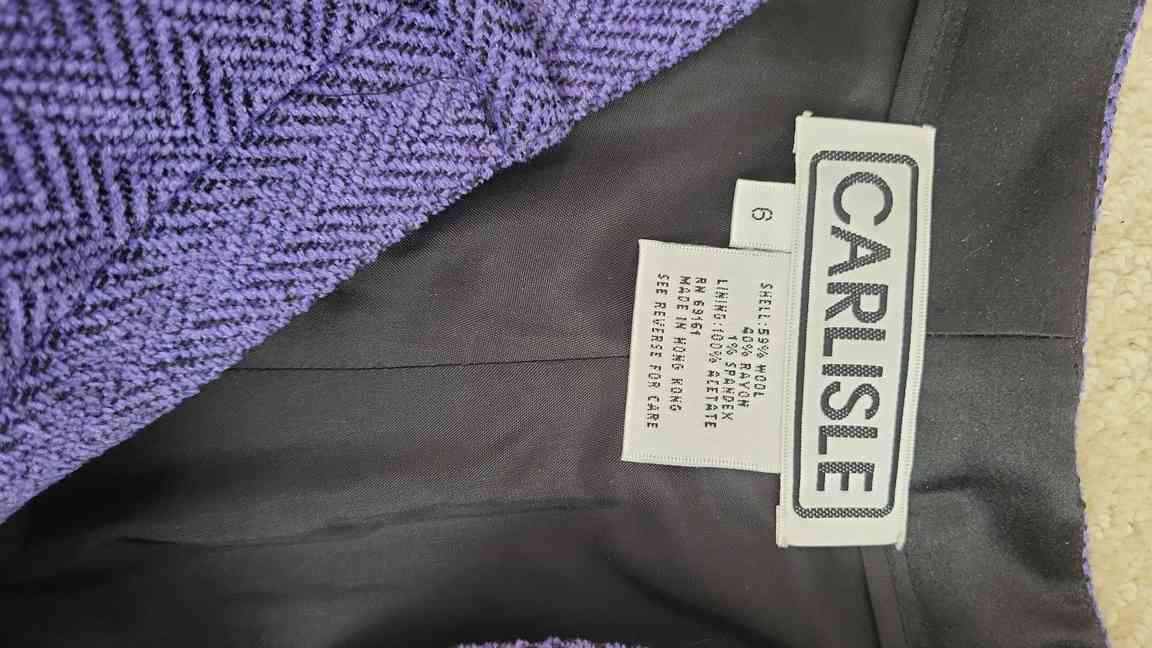 CARLISLE
6
SHELL:59% WOOL
40% RAYON
1% SPANDEX
LINING:100% ACETATE
RN 69161
MADE IN HONG KONG
SEE REVERSE FOR CARE